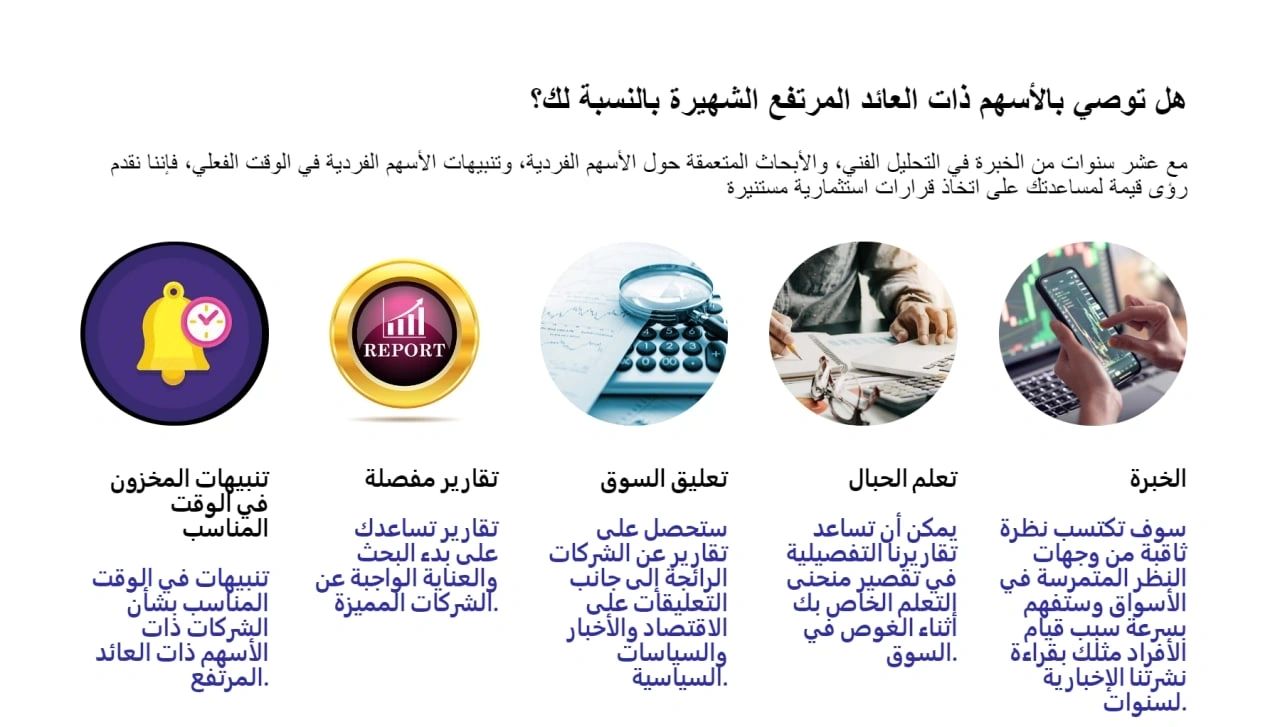 هل توصي بالأسهم ذات العائد المرتفع الشهيرة بالنسبة لك؟
مع عشر سنوات من الخبرة في التحليل الفني، والأبحاث المتعمقة حول الأسهم الفردية، وتنبيهات الأسهم الفردية في الوقت الفعلي، فإننا نقدم
رؤى قيمة لمساعدتك على اتخاذ قرارات استثمارية مستنيرة
الخبرة
سوف تكتسب نظرة
ثاقبة من وجهات
النظر المتمرسة في
الأسواق وستفهم
بسرعة سبب قيام
الأفراد مثلك بقراءة
نشرتنا الإخبارية
لسنوات.
تعلم الحبال
يمكن أن تساعد
تقاريرنا التفصيلية
في تقصير منحنى
التعلم الخاص بك
أثناء الغوص في
السوق.
تعليق السوق
ستحصل على
تقارير عن الشركات
الرائجة إلى جانب
التعليقات على
الاقتصاد والأخبار
والسياسات
السياسية.
REPORT
تقارير مفصلة
تقارير تساعدك
على بدء البحث
والعناية الواجبة عن
الشركات المميزة.
تنبيهات المخزون
في الوقت
المناسب
تنبيهات في الوقت
المناسب بشأن
الشركات ذات
الأسهم ذات العائد
المرتفع.